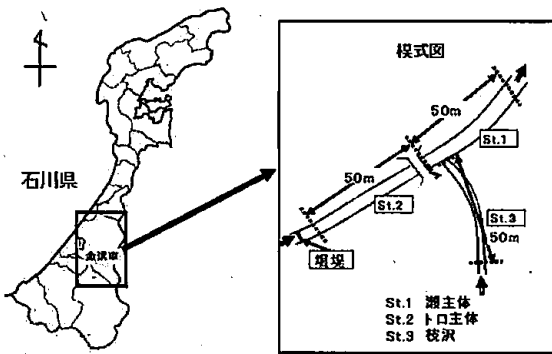 石川県
金沢市
模式図
50m
St.1
50m
St.2
St.3
50m
堰堤
St.1 瀬主体
St.2 トロ主体
St.3 枝沢